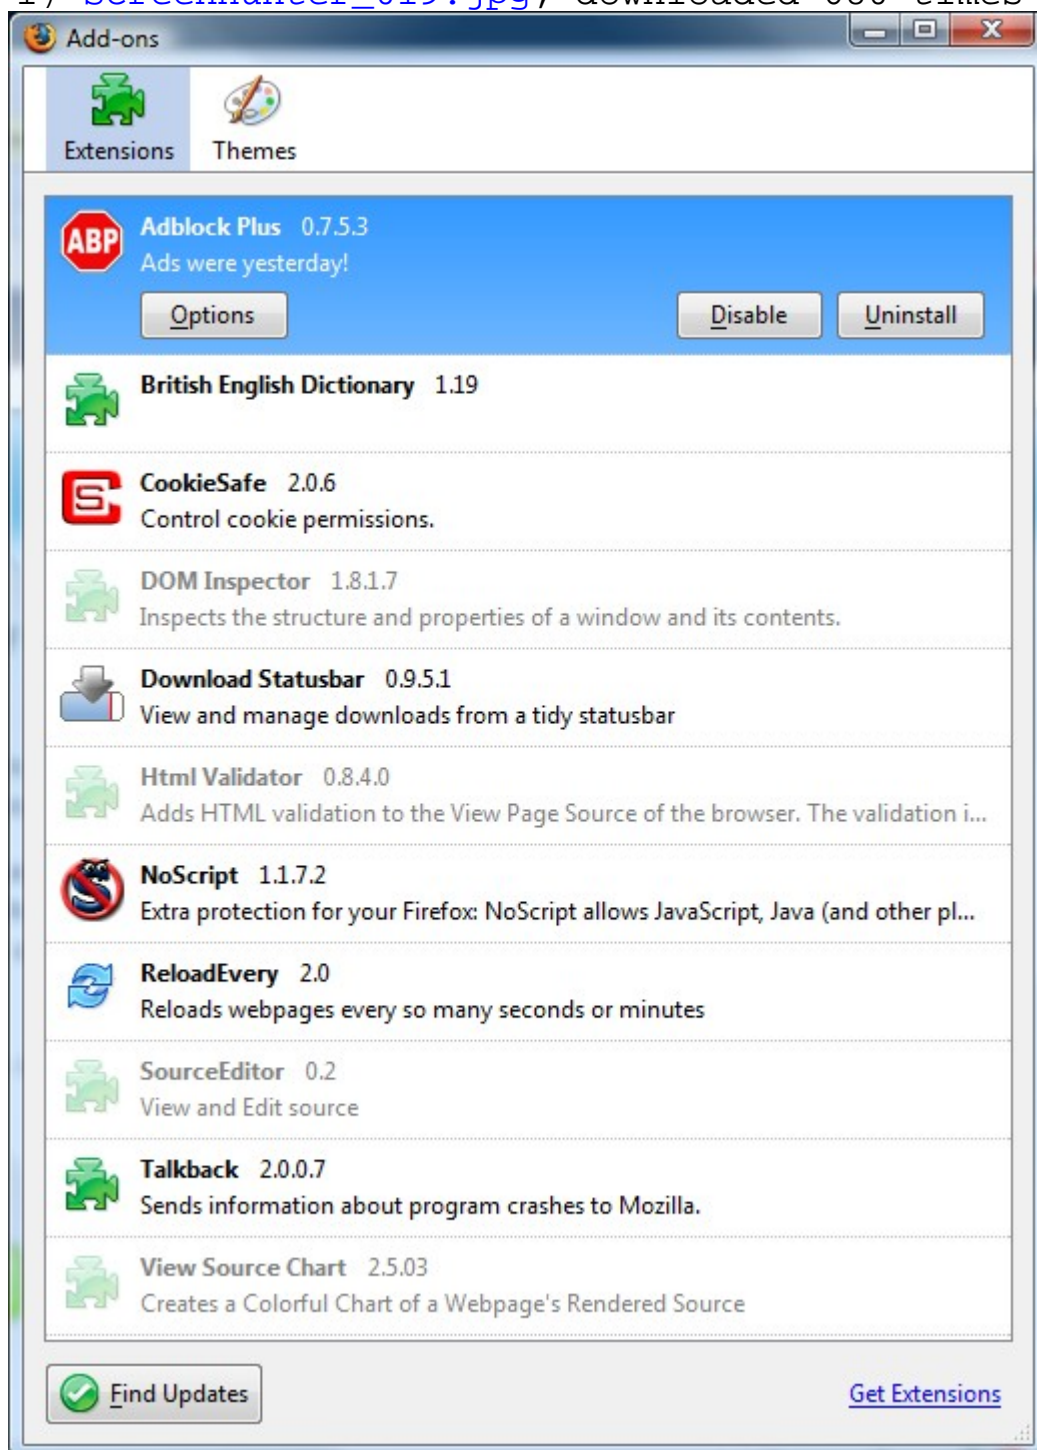 Add-ons
Extensions Themes
ABP Adblock Plus 0.7.5.3
Ads were yesterday!
Options Disable Uninstall
British English Dictionary 1.19
CookieSafe 2.0.6
Control cookie permissions.
DOM Inspector 1.8.1.7
Inspects the structure and properties of a window and its contents.
Download Statusbar 0.9.5.1
View and manage downloads from a tidy statusbar
Html Validator 0.8.4.0
Adds HTML validation to the View Page Source of the browser. The validation i...
NoScript 1.1.7.2
Extra protection for your Firefox: NoScript allows JavaScript, Java (and other pl...
ReloadEvery 2.0
Reloads webpages every so many seconds or minutes
SourceEditor 0.2
View and Edit source
Talkback 2.0.0.7
Sends information about program crashes to Mozilla.
View Source Chart 2.5.03
Creates a Colorful Chart of a Webpage's Rendered Source
Find Updates Get Extensions